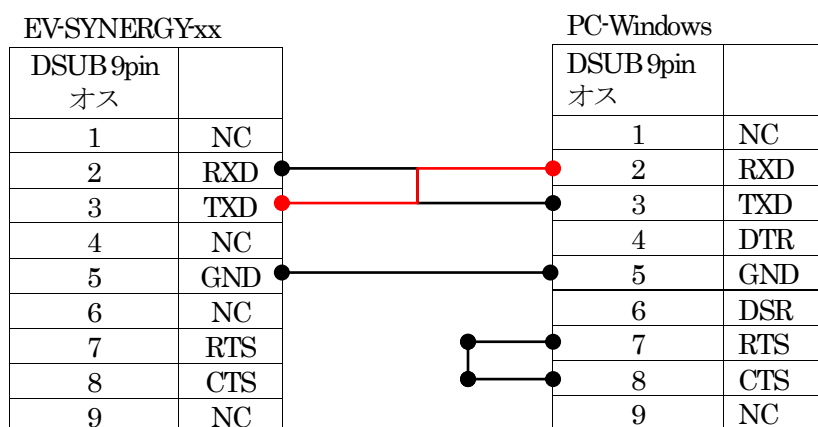 EV-SYNERGY-xx
DSUB 9pin
オス
1 NC
2 RXD
3 TXD
4 NC
5 GND
6 NC
7 RTS
8 CTS
9 NC
PC-Windows
DSUB 9pin
オス
1 NC
2 RXD
3 TXD
4 DTR
5 GND
6 DSR
7 RTS
8 CTS
9 NC